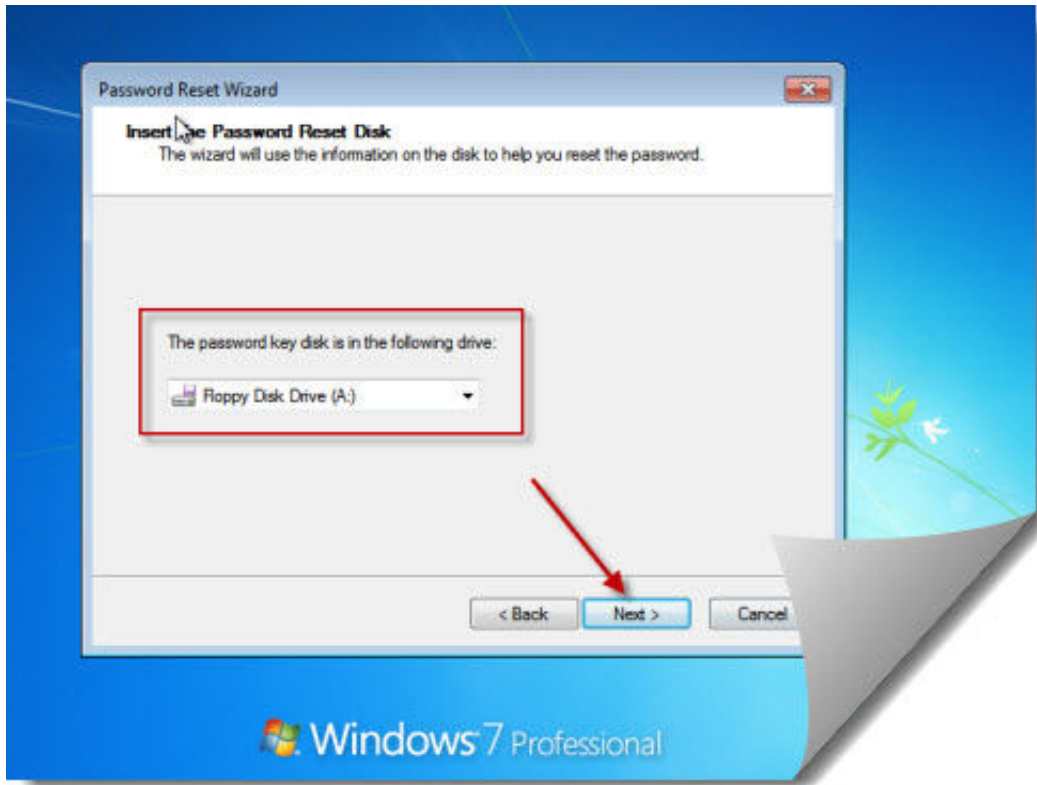 Password Reset Wizard
Insert the Password Reset Disk
The wizard will use the information on the disk to help you reset the password.
The password key disk is in the following drive:
Floppy Disk Drive (A:)
< Back Next > Cancel
Windows 7 Professional